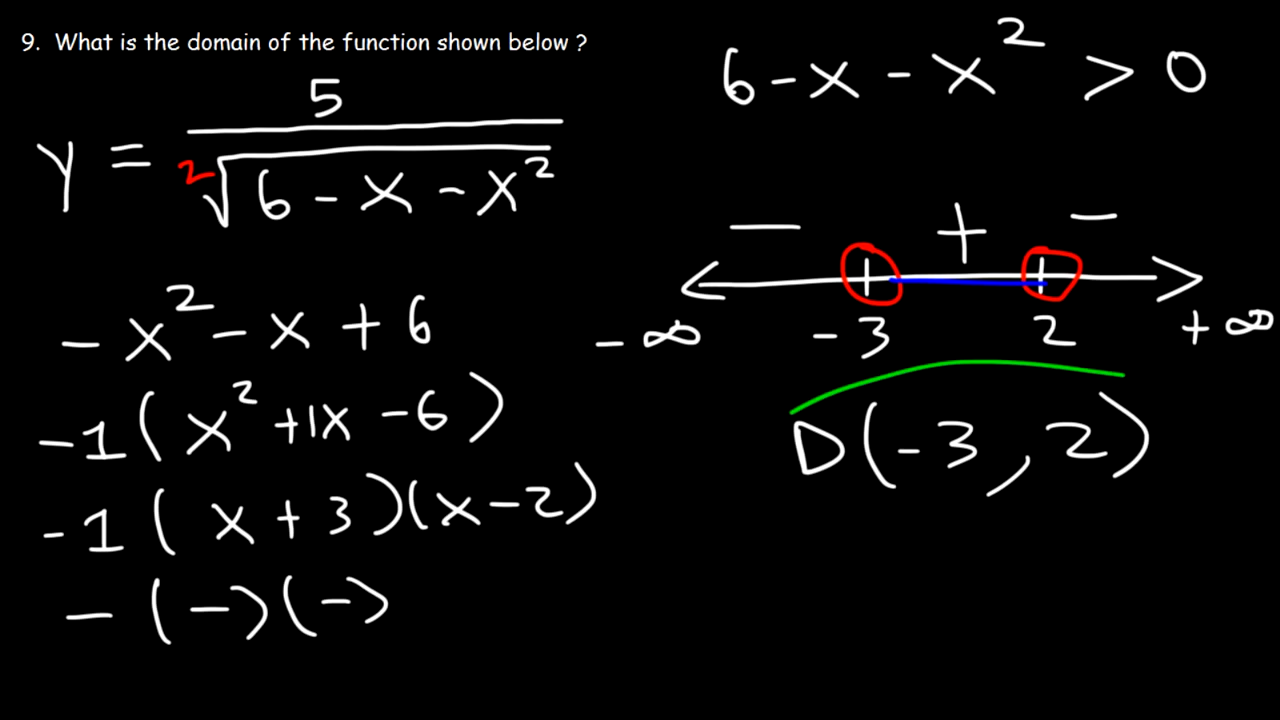 9. What is the domain of the function shown below ?
y = 5 / ²√(6 - x - x²)
- x² - x + 6
-1 ( x² + 1x - 6 )
-1 ( x + 3 ) ( x - 2 )
- ( - ) ( - )
6 - x - x² > 0
- + -
- ∞ - 3 2 + ∞
D ( - 3 , 2 )